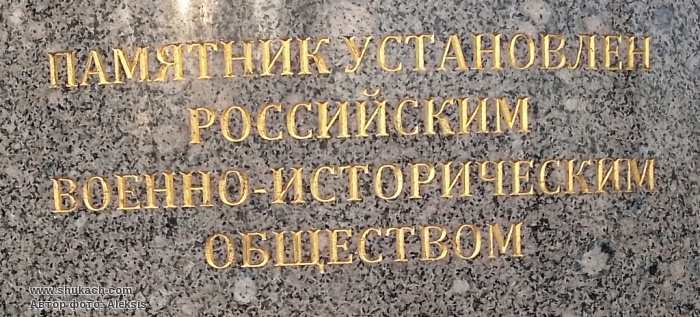 ПАМЯТНИК УСТАНОВЛЕН
РОССИЙСКИМ
ВОЕННО-ИСТОРИЧЕСКИМ
ОБЩЕСТВОМ
www.shukach.com
Автор фото: Aleksis